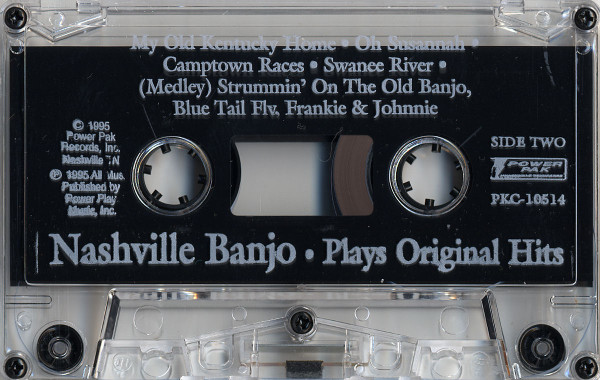 My Old Kentucky Home • Oh Susannah •
Camptown Races • Swanee River •
(Medley) Strummin' On The Old Banjo,
Blue Tail Fly, Frankie & Johnnie
© 1995
Power Pak
Records, Inc.
Nashville TN
℗ 1995 All Mus.
Published by
Power Play
Music, Inc.
SIDE TWO
POWER
PAK
PKC-10514
Nashville Banjo • Plays Original Hits